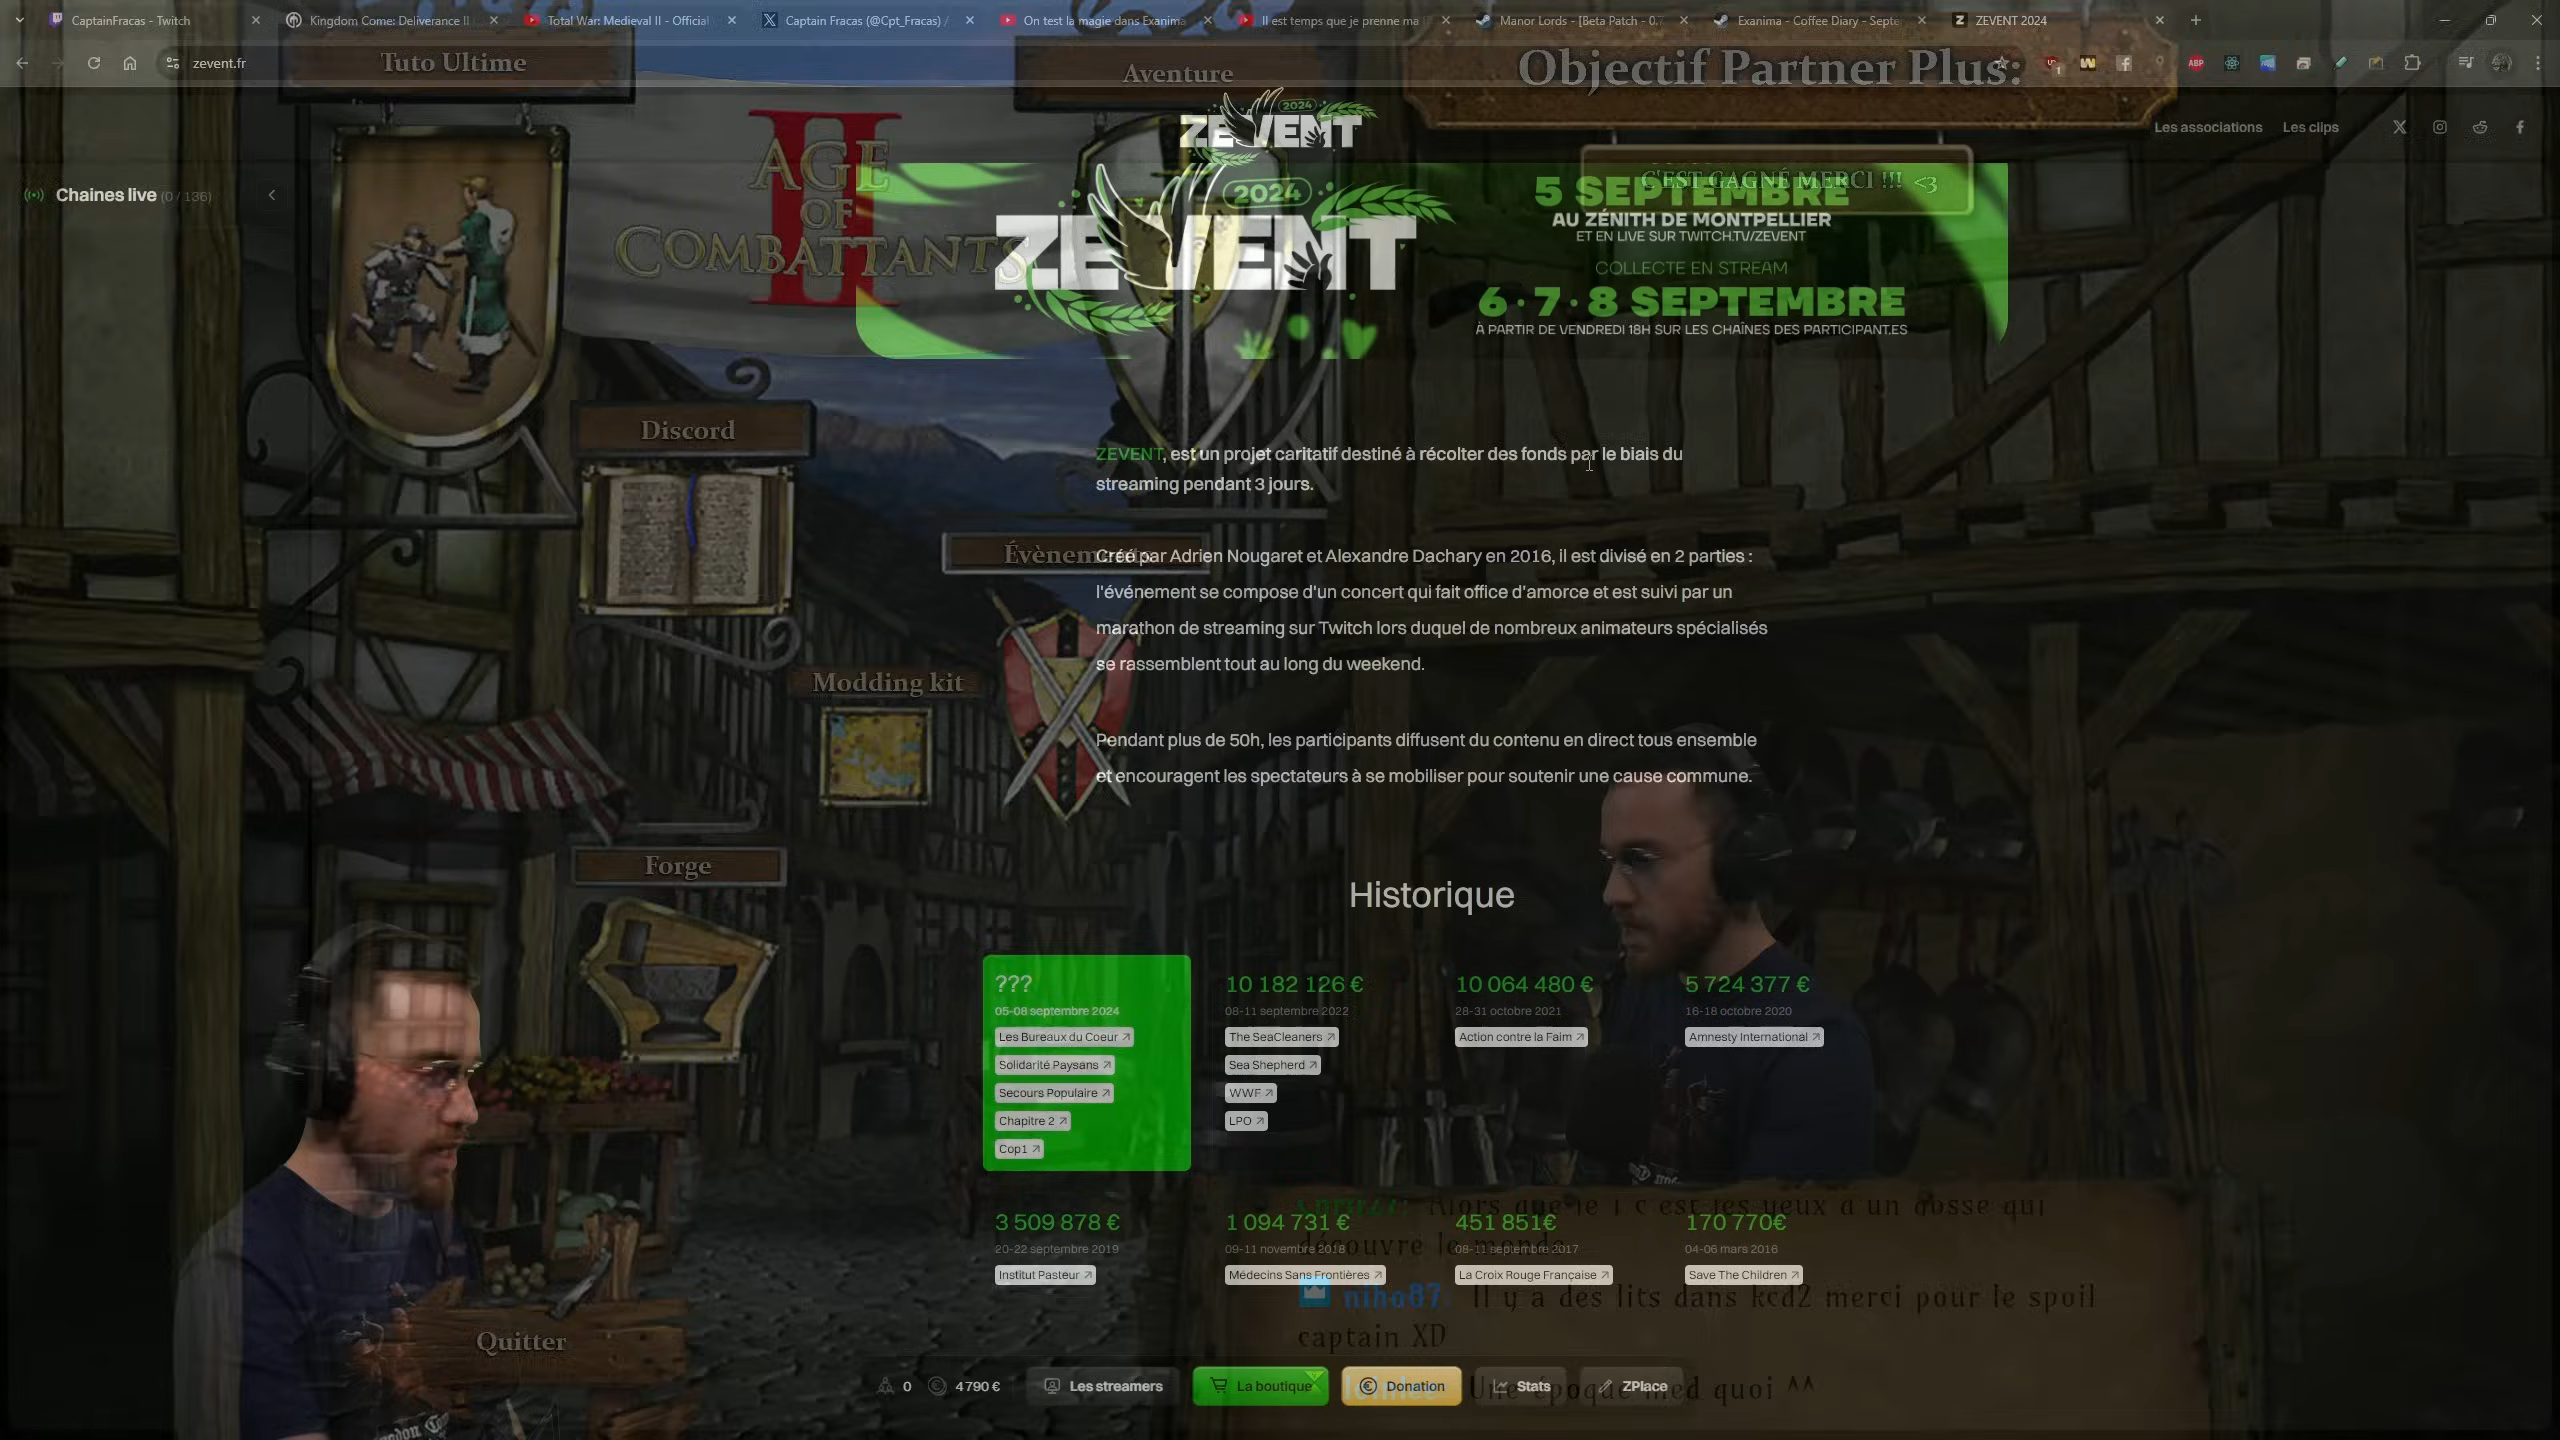 CaptainFracas - Twitch
Kingdom Come: Deliverance II
Total War: Medieval II - Official
Captain Fracas (@Cpt_Fracas) /
On test la magie dans Exanima
Il est temps que je prenne ma
Manor Lords - [Beta Patch - 0.7
Exanima - Coffee Diary - Septe
ZEVENT 2024
zevent.fr
Tuto Ultime
Aventure
Objectif Partner Plus:
2024
ZEVENT
Les associations
Les clips
Chaines live (0 / 136)
AGE
OF
COMBATTANTS
II
2024
ZEVENT
C'EST GAGNÉ MERCI !!! <3
5 SEPTEMBRE
AU ZÉNITH DE MONTPELLIER
ET EN LIVE SUR TWITCH.TV/ZEVENT
COLLECTE EN STREAM
6 · 7 · 8 SEPTEMBRE
À PARTIR DE VENDREDI 18H SUR LES CHAÎNES DES PARTICIPANT.ES
Discord
ZEVENT, est un projet caritatif destiné à récolter des fonds par le biais du
streaming pendant 3 jours.
Créé par Adrien Nougaret et Alexandre Dachary en 2016, il est divisé en 2 parties :
l'événement se compose d'un concert qui fait office d'amorce et est suivi par un
marathon de streaming sur Twitch lors duquel de nombreux animateurs spécialisés
se rassemblent tout au long du weekend.
Modding kit
Pendant plus de 50h, les participants diffusent du contenu en direct tous ensemble
et encouragent les spectateurs à se mobiliser pour soutenir une cause commune.
Forge
Historique
???
05-08 septembre 2024
Les Bureaux du Coeur
Solidarité Paysans
Secours Populaire
Chapitre 2
Cop1
10 182 126 €
08-11 septembre 2022
The SeaCleaners
Sea Shepherd
WWF
LPO
10 064 480 €
28-31 octobre 2021
Action contre la Faim
5 724 377 €
16-18 octobre 2020
Amnesty International
3 509 878 €
20-22 septembre 2019
Institut Pasteur
1 094 731 €
09-11 novembre 2018
Médecins Sans Frontières
451 851€
08-11 septembre 2017
La Croix Rouge Française
170 770€
04-06 mars 2016
Save The Children
découvre le monde
niho87: Il y a des lits dans kcd2 merci pour le spoil
captain XD
Une époque med quoi ^^
Quitter
0
4 790 €
Les streamers
La boutique
Donation
Stats
ZPlace